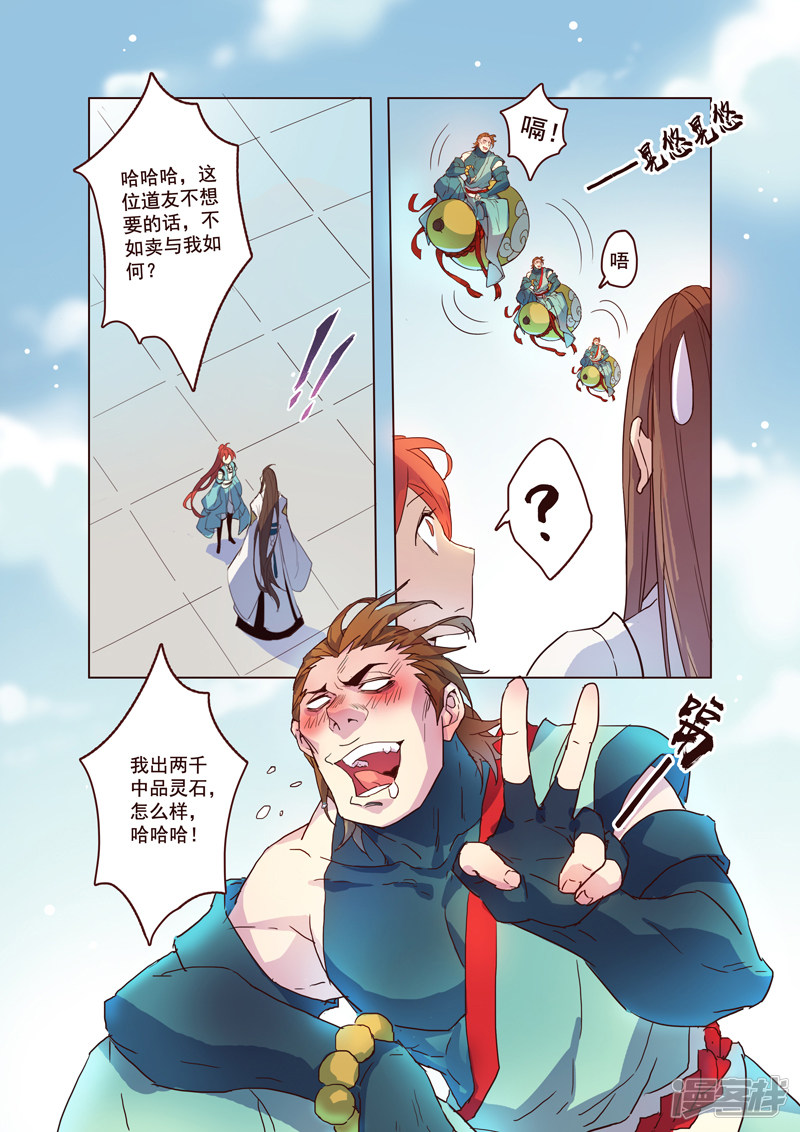 哈哈哈，这
位道友不想
要的话，不
如卖与我如
何？
嗝！
晃悠晃悠
唔
？
我出两千
中品灵石，
怎么样，
哈哈哈！
嗝
漫客栈